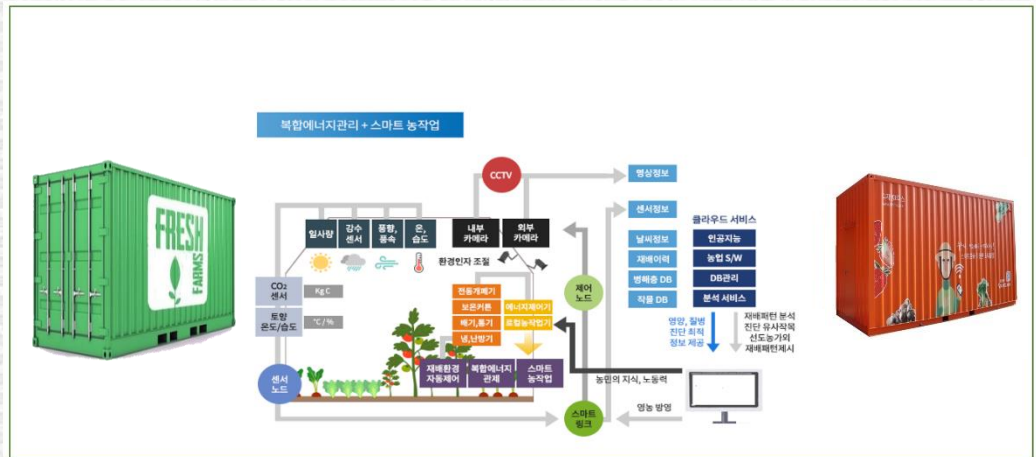 복합에너지관리 + 스마트 농작업
CCTV
영상정보
센서정보
클라우드 서비스
일사량
강수
센서
풍향,
풍속
온,
습도
내부
카메라
외부
카메라
환경인자 조절
날씨정보
재배이력
병해충 DB
작물 DB
인공지능
농업 S/W
DB관리
분석 서비스
FRESH
FARMS
CO₂
센서
Kg C
토양
온도/습도
°C / %
천동개폐기
보온커튼
배기,통기
냉,난방기
에너지제어기
로컬농작업기
제어
노드
영양, 질병
진단 최적
정보 제공
재배패턴 분석
진단 유사작목
선도농가외
재배패턴제시
센서
노드
재배환경
자동제어
복합에너지
관제
스마트
농작업
농민의 지식, 노동력
스마트
링크
영농 방영